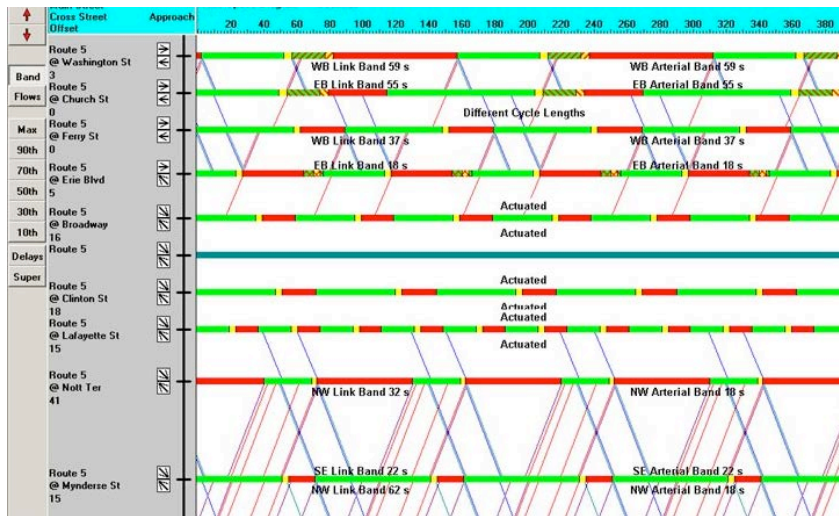 Cross Street
Approach
Offset
20 40 60 80 100 120 140 160 180 200 220 240 260 280 300 320 340 360 380
Band
Flows
Max
90th
70th
50th
30th
10th
Delays
Super
Route 5
@ Washington St
3
WB Link Band 59 s
WB Arterial Band 59 s
EB Link Band 55 s
EB Arterial Band 55 s
Route 5
@ Church St
0
Different Cycle Lengths
Route 5
@ Ferry St
0
WB Link Band 37 s
WB Arterial Band 37 s
EB Link Band 18 s
EB Arterial Band 18 s
Route 5
@ Erie Blvd
5
Actuated
Route 5
@ Broadway
16
Actuated
Route 5
Actuated
Route 5
@ Clinton St
18
Actuated
Actuated
Route 5
@ Lafayette St
15
Actuated
Route 5
@ Nott Ter
41
NW Link Band 32 s
NW Arterial Band 18 s
SE Link Band 22 s
SE Arterial Band 22 s
Route 5
@ Mynderse St
15
NW Link Band 62 s
NW Arterial Band 18 s